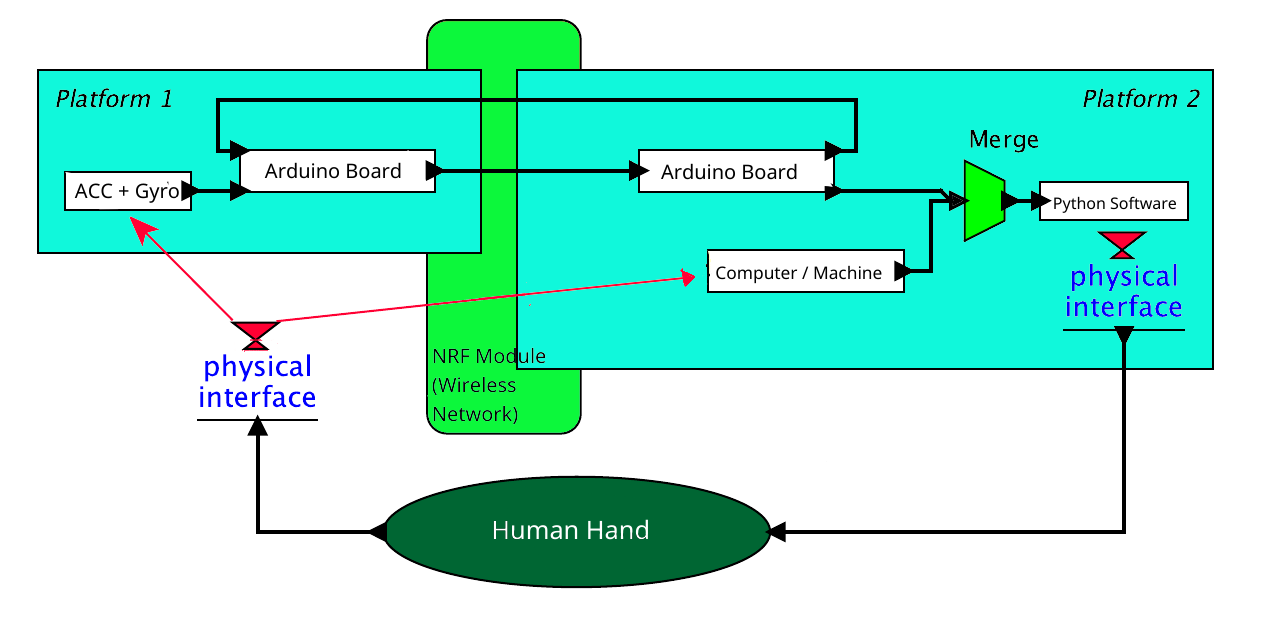 Platform 1
Platform 2
Merge
Arduino Board
Arduino Board
ACC + Gyro
Python Software
Computer / Machine
physical
interface
NRF Module
(Wireless
Network)
physical
interface
Human Hand